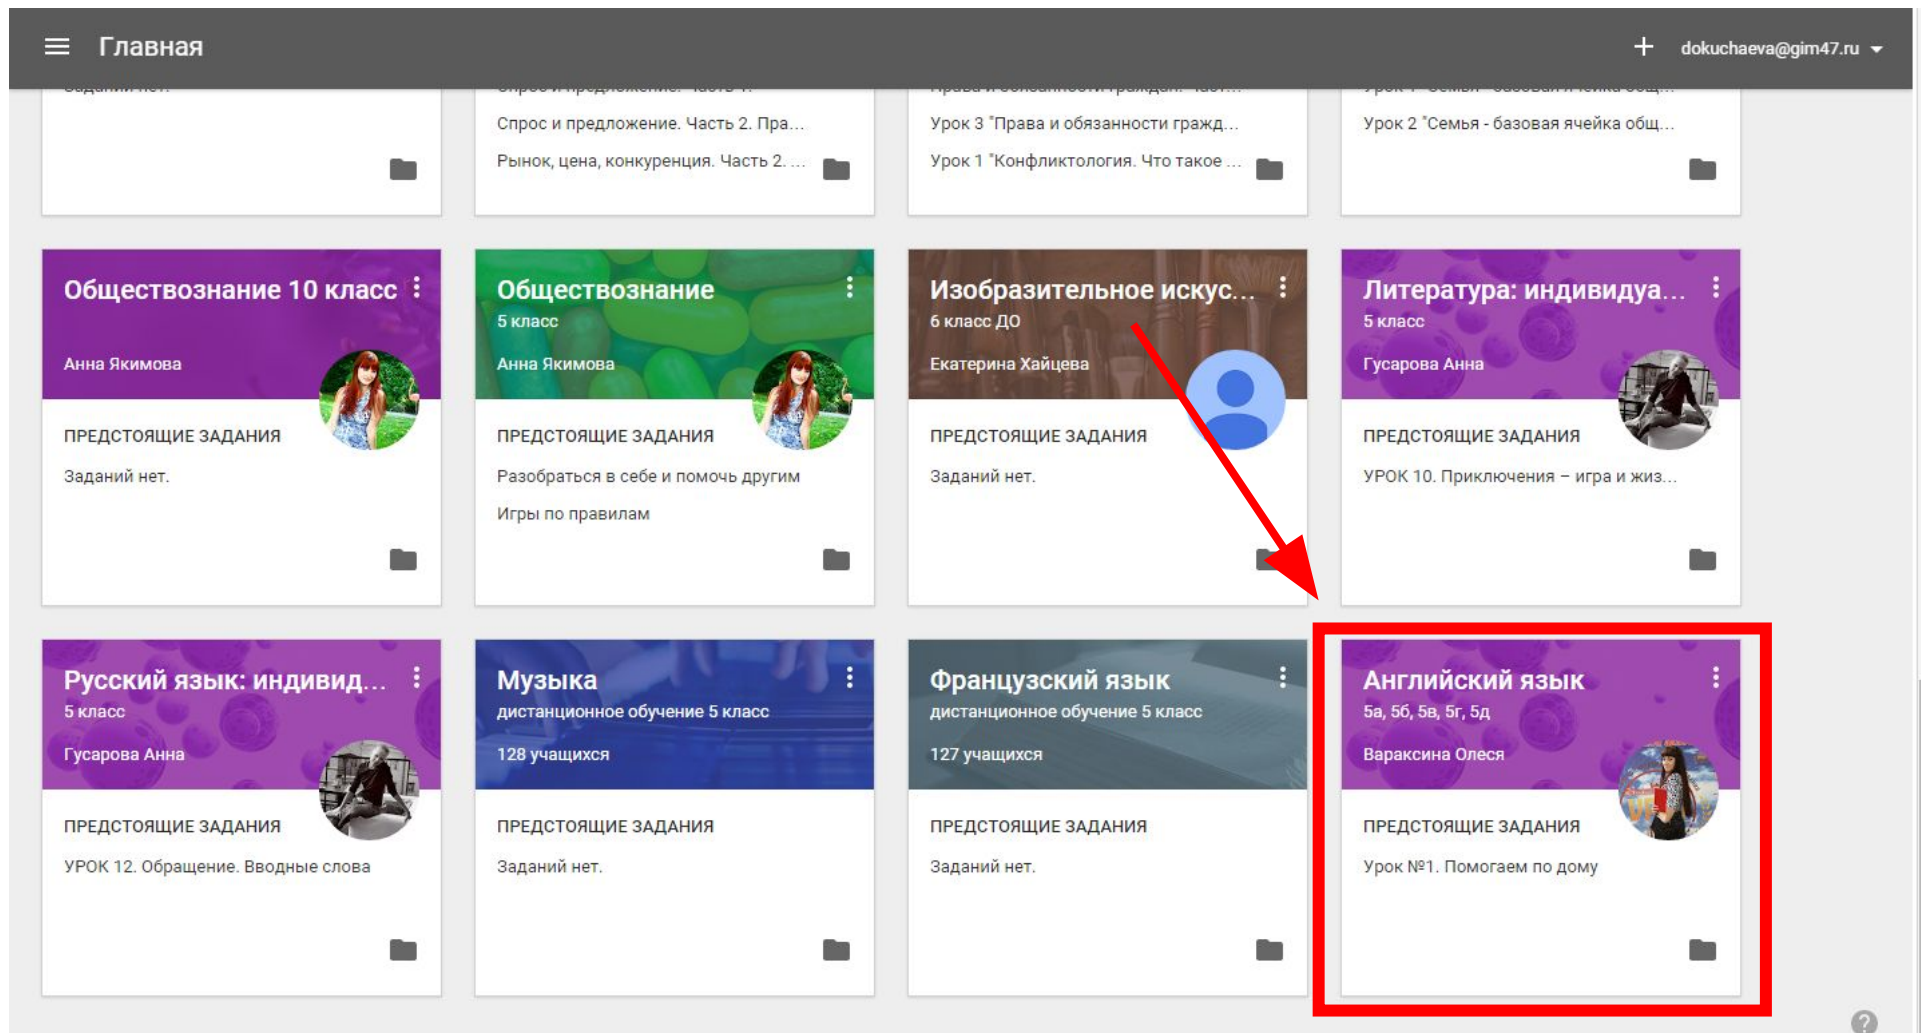 Главная
dokuchaeva@gim47.ru
Спрос и предложение. Часть 2. Пра...
Рынок, цена, конкуренция. Часть 2. ...
Урок 3 "Права и обязанности гражд...
Урок 1 "Конфликтология. Что такое ...
Урок 2 "Семья - базовая ячейка общ...
Обществознание 10 класс
Анна Якимова
ПРЕДСТОЯЩИЕ ЗАДАНИЯ
Заданий нет.
Обществознание
5 класс
Анна Якимова
ПРЕДСТОЯЩИЕ ЗАДАНИЯ
Разобраться в себе и помочь другим
Игры по правилам
Изобразительное искус...
6 класс ДО
Екатерина Хайцева
ПРЕДСТОЯЩИЕ ЗАДАНИЯ
Заданий нет.
Литература: индивидуа...
5 класс
Гусарова Анна
ПРЕДСТОЯЩИЕ ЗАДАНИЯ
УРОК 10. Приключения – игра и жиз...
Русский язык: индивид...
5 класс
Гусарова Анна
ПРЕДСТОЯЩИЕ ЗАДАНИЯ
УРОК 12. Обращение. Вводные слова
Музыка
дистанционное обучение 5 класс
128 учащихся
ПРЕДСТОЯЩИЕ ЗАДАНИЯ
Заданий нет.
Французский язык
дистанционное обучение 5 класс
127 учащихся
ПРЕДСТОЯЩИЕ ЗАДАНИЯ
Заданий нет.
Английский язык
5а, 5б, 5в, 5г, 5д
Вараксина Олеся
ПРЕДСТОЯЩИЕ ЗАДАНИЯ
Урок №1. Помогаем по дому